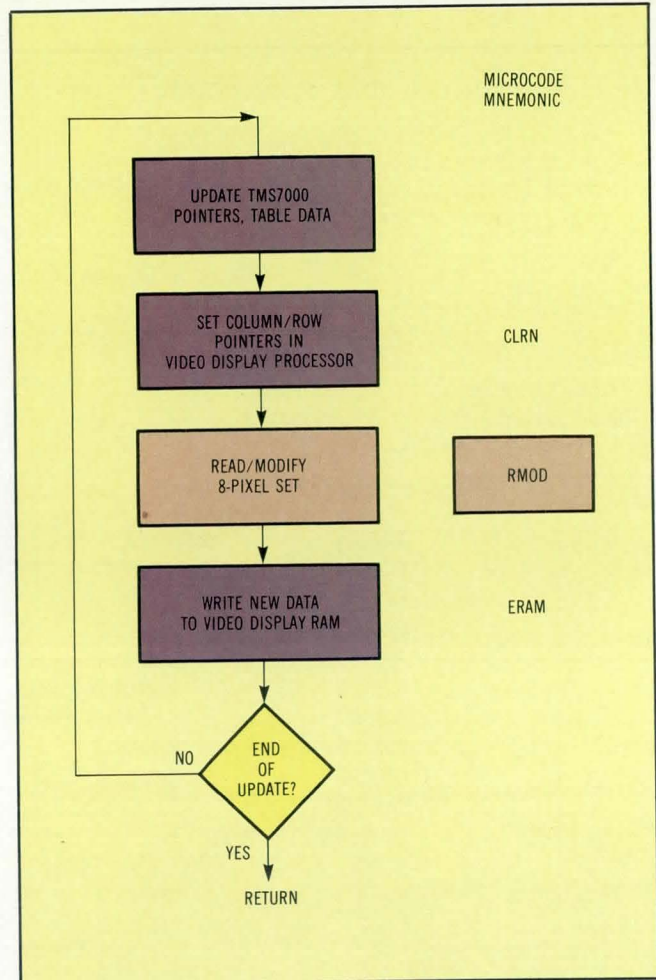 MICROCODE
MNEMONIC
UPDATE TMS7000
POINTERS, TABLE DATA
SET COLUMN/ROW
POINTERS IN
VIDEO DISPLAY PROCESSOR
CLRN
READ/MODIFY
8-PIXEL SET
RMOD
WRITE NEW DATA
TO VIDEO DISPLAY RAM
ERAM
NO
END
OF
UPDATE?
YES
RETURN